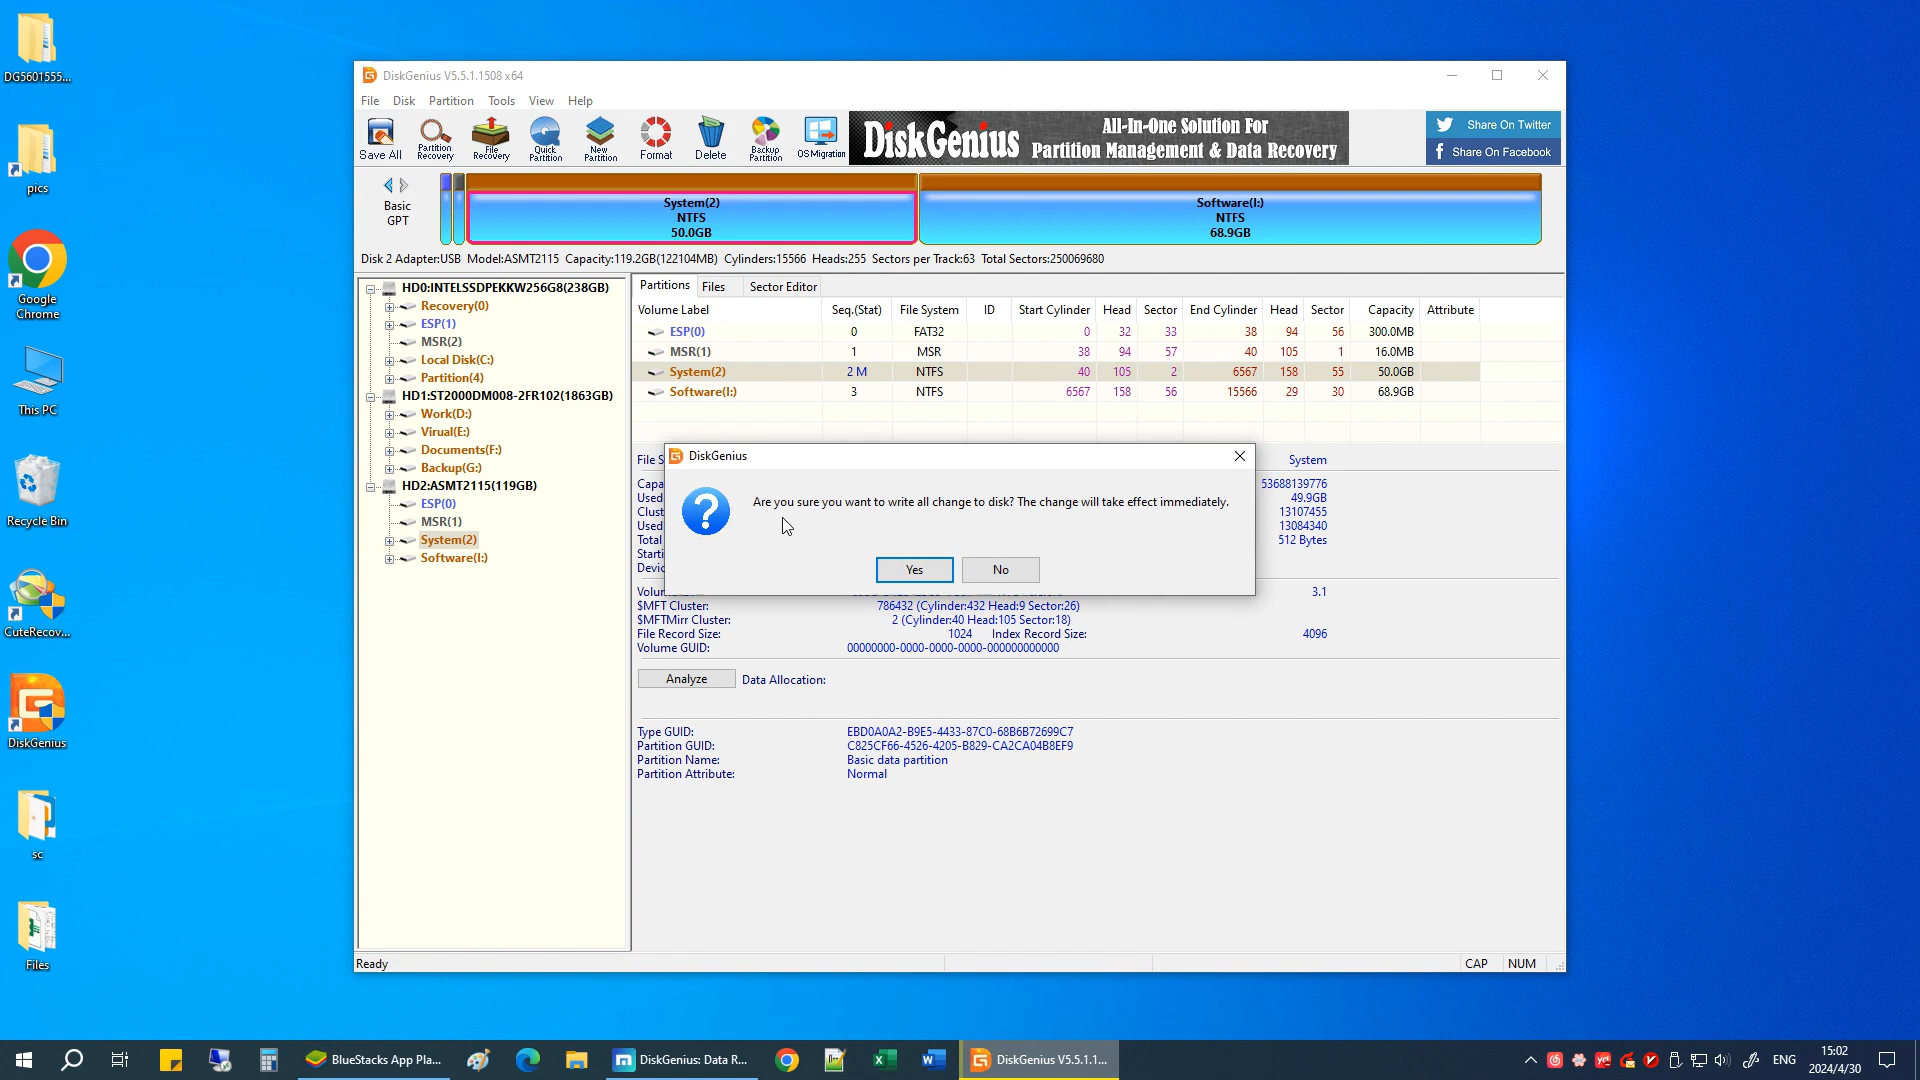 DG5601555...
pics
Google
Chrome
This PC
Recycle Bin
CuteRecov...
DiskGenius
sc
Files
DiskGenius V5.5.1.1508 x64
File Disk Partition Tools View Help
Save All
Partition
Recovery
File
Recovery
Quick
Partition
New
Partition
Format
Delete
Backup
Partition
OS Migration
DiskGenius
All-In-One Solution For
Partition Management & Data Recovery
Share On Twitter
Share On Facebook
Basic
GPT
System(2)
NTFS
50.0GB
Software(I:)
NTFS
68.9GB
Disk 2 Adapter:USB Model:ASMT2115 Capacity:119.2GB(122104MB) Cylinders:15566 Heads:255 Sectors per Track:63 Total Sectors:250069680
HD0:INTELSSDPEKKW256G8(238GB)
Recovery(0)
ESP(1)
MSR(2)
Local Disk(C:)
Partition(4)
HD1:ST2000DM008-2FR102(1863GB)
Work(D:)
Virual(E:)
Documents(F:)
Backup(G:)
HD2:ASMT2115(119GB)
ESP(0)
MSR(1)
System(2)
Software(I:)
Partitions Files Sector Editor
Volume Label Seq.(Stat) File System ID Start Cylinder Head Sector End Cylinder Head Sector Capacity Attribute
ESP(0) 0 FAT32 0 32 33 38 94 56 300.0MB
MSR(1) 1 MSR 38 94 57 40 105 1 16.0MB
System(2) 2 M NTFS 40 105 2 6567 158 55 50.0GB
Software(I:) 3 NTFS 6567 158 56 15566 29 30 68.9GB
File S System
Capa 53688139776
Used 49.9GB
Clust 13107455
Used 13084340
Total 512 Bytes
Starti
Devic
DiskGenius
Are you sure you want to write all change to disk? The change will take effect immediately.
Yes No
3.1
$MFT Cluster: 786432 (Cylinder:432 Head:9 Sector:26)
$MFTMirr Cluster: 2 (Cylinder:40 Head:105 Sector:18)
File Record Size: 1024 Index Record Size: 4096
Volume GUID: 00000000-0000-0000-0000-000000000000
Analyze Data Allocation:
Type GUID: EBD0A0A2-B9E5-4433-87C0-68B6B72699C7
Partition GUID: C825CF66-4526-4205-B829-CA2CA04B8EF9
Partition Name: Basic data partition
Partition Attribute: Normal
Ready CAP NUM
BlueStacks App Pla...
DiskGenius: Data R...
DiskGenius V5.5.1.1...
ENG
15:02
2024/4/30